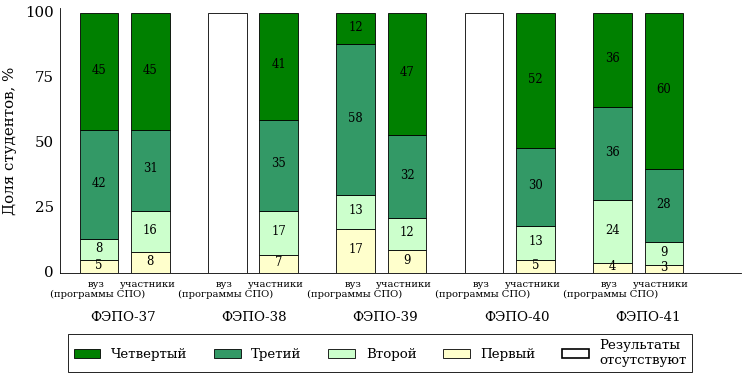 Доля студентов, %
100
75
50
25
0
45
42
8
5
45
31
16
8
41
35
17
7
12
58
13
17
47
32
12
9
52
30
13
5
36
36
24
4
60
28
9
3
вуз
(программы СПО)
участники
вуз
(программы СПО)
участники
вуз
(программы СПО)
участники
вуз
(программы СПО)
участники
вуз
(программы СПО)
участники
ФЭПО-37
ФЭПО-38
ФЭПО-39
ФЭПО-40
ФЭПО-41
Четвертый
Третий
Второй
Первый
Результаты
отсутствуют